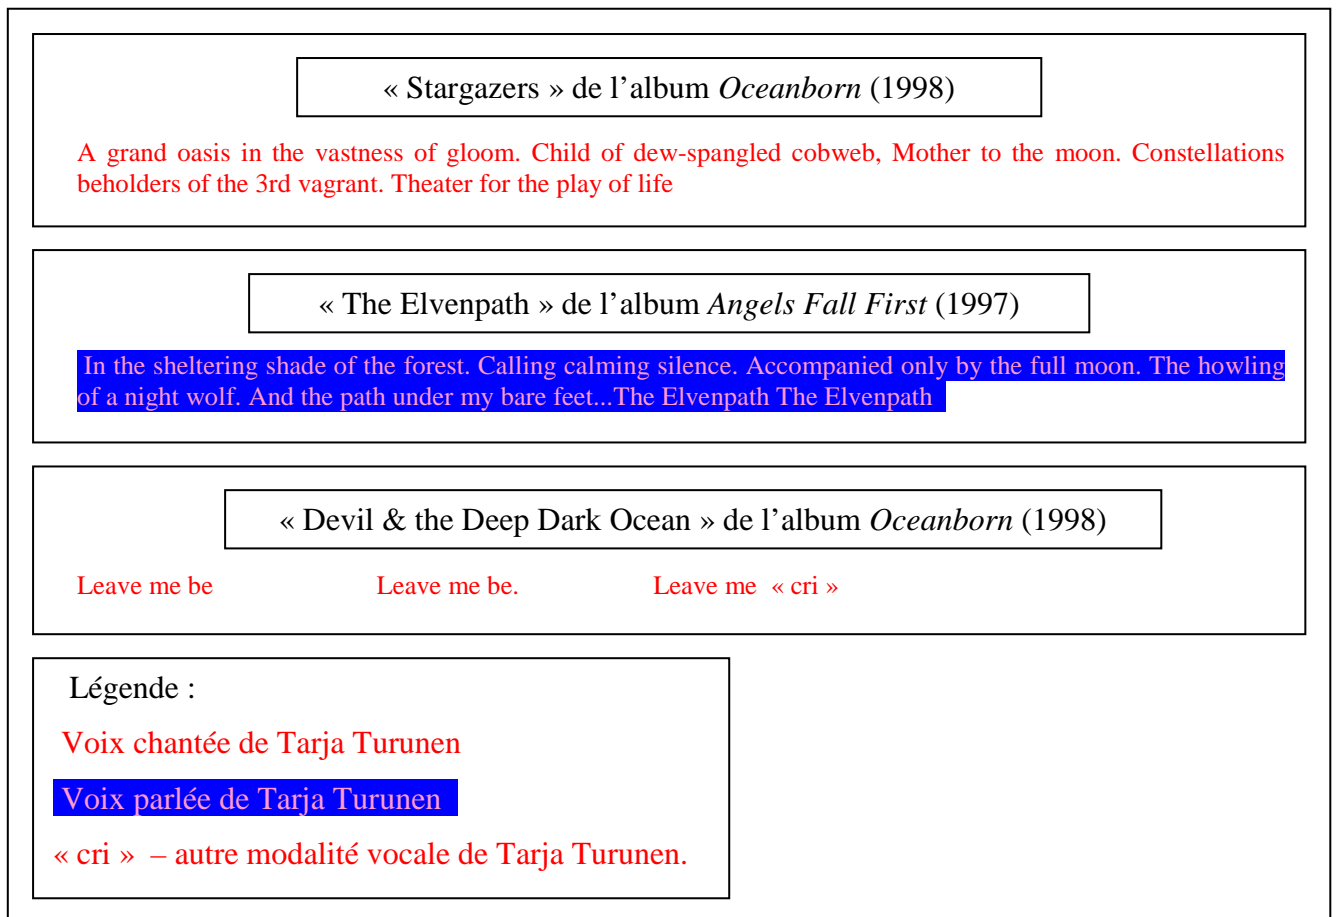 « Stargazers » de l’album Oceanborn (1998)
A grand oasis in the vastness of gloom. Child of dew-spangled cobweb, Mother to the moon. Constellations
beholders of the 3rd vagrant. Theater for the play of life
« The Elvenpath » de l’album Angels Fall First (1997)
In the sheltering shade of the forest. Calling calming silence. Accompanied only by the full moon. The howling
of a night wolf. And the path under my bare feet...The Elvenpath The Elvenpath
« Devil & the Deep Dark Ocean » de l’album Oceanborn (1998)
Leave me be Leave me be. Leave me « cri »
Légende :
Voix chantée de Tarja Turunen
Voix parlée de Tarja Turunen
« cri » – autre modalité vocale de Tarja Turunen.